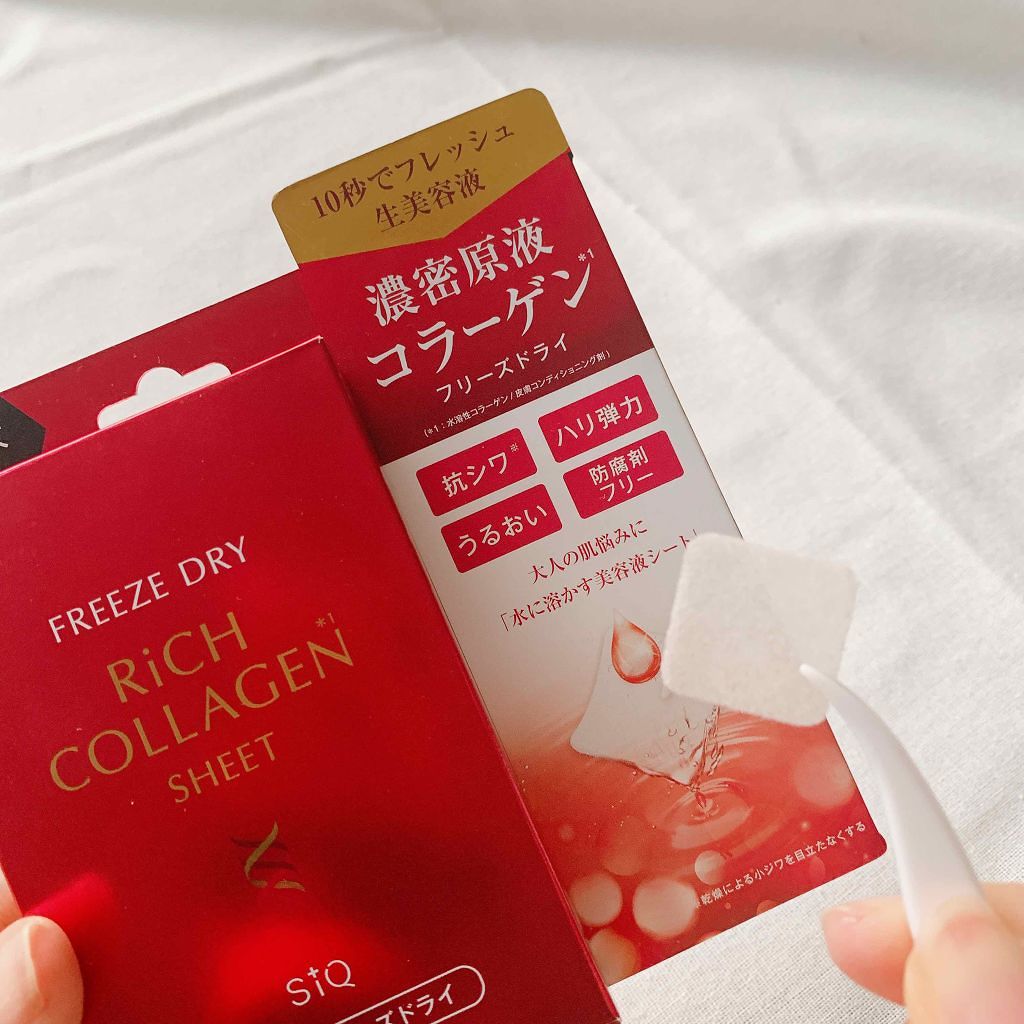 10秒でフレッシュ
生美容液
濃密原液
コラーゲン*1
フリーズドライ
(*1:水溶性コラーゲン/皮膚コンディショニング剤)
抗シワ※
ハリ弾力
うるおい
防腐剤
フリー
大人の肌悩みに
「水に溶かす美容液シート」
※乾燥による小ジワを目立たなくする
FREEZE DRY
RiCH
COLLAGEN*1
SHEET
StQ
ズドライ